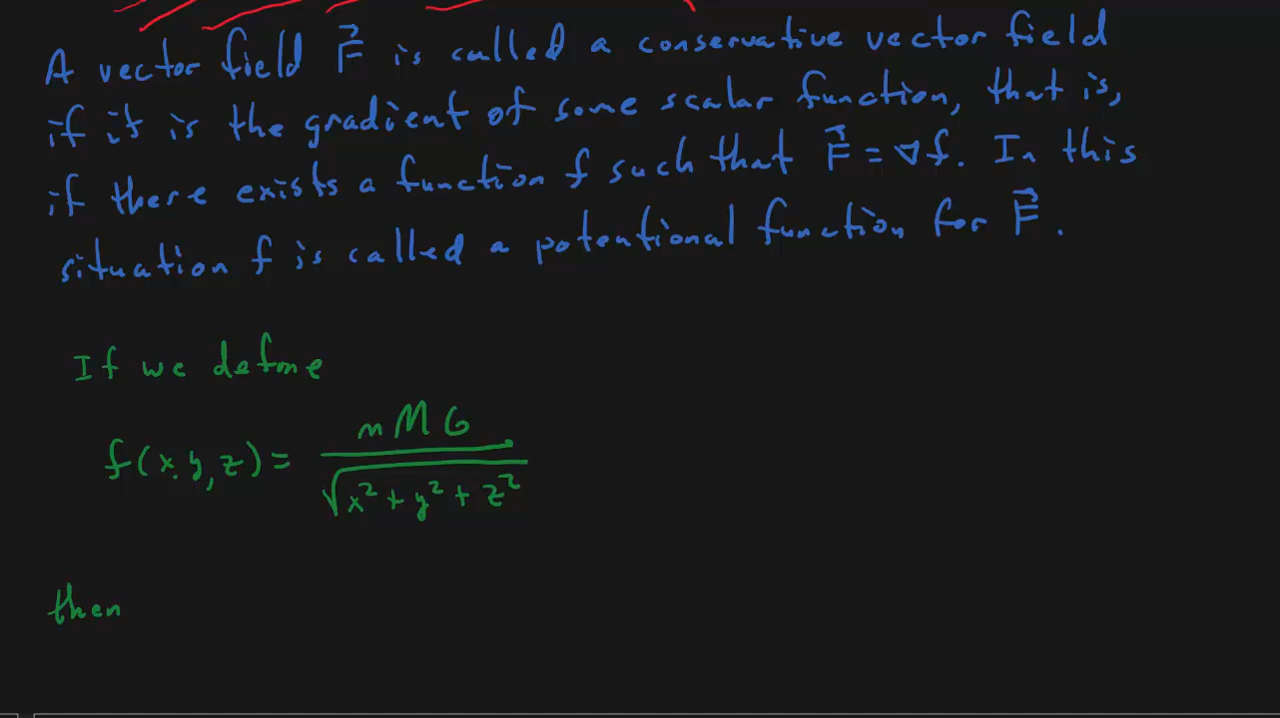 A vector field F⃗ is called a conservative vector field
if it is the gradient of some scalar function, that is,
if there exists a function f such that F⃗ = ∇f. In this
situation f is called a potentional function for F⃗.
If we define
f(x,y,z) = mMG / √(x² + y² + z²)
then